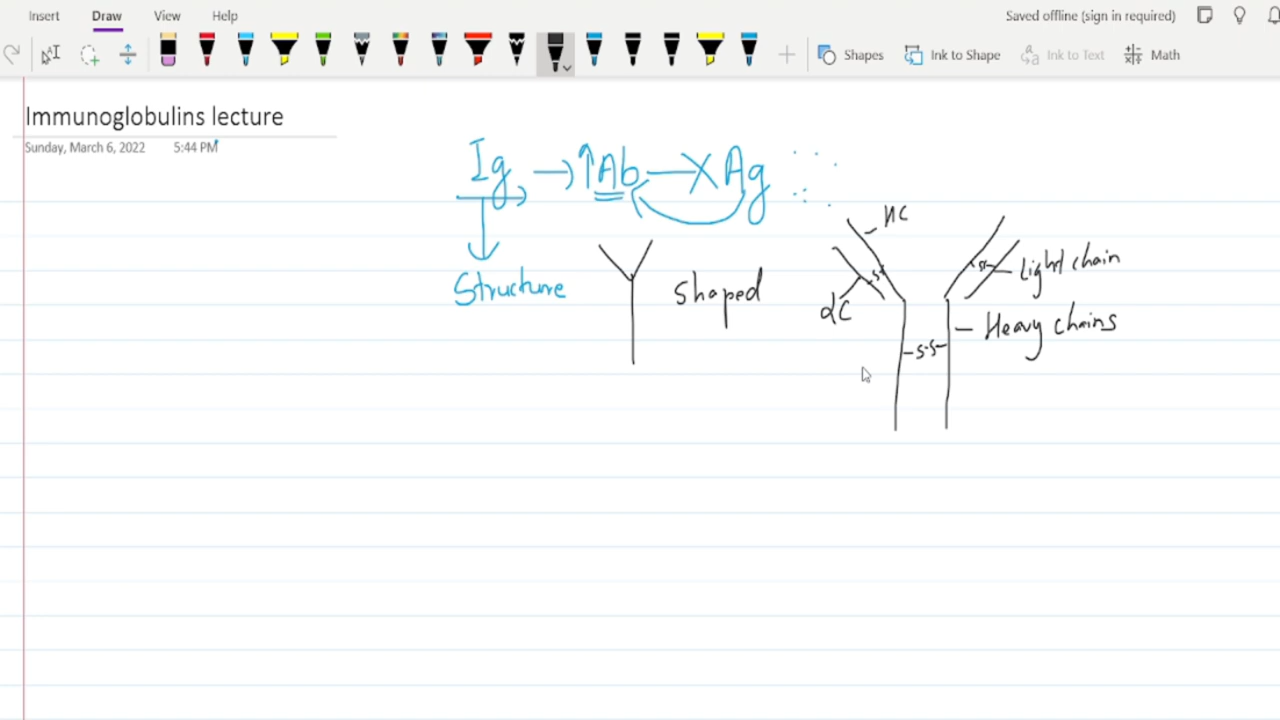 Insert Draw View Help
Saved offline (sign in required)
Shapes Ink to Shape Ink to Text Math
Immunoglobulins lecture
Sunday, March 6, 2022 5:44 PM
Ig → ↑Ab — X Ag
Structure
Y shaped
HC
LC
S-S
S-S
S-S
Light chain
Heavy chains